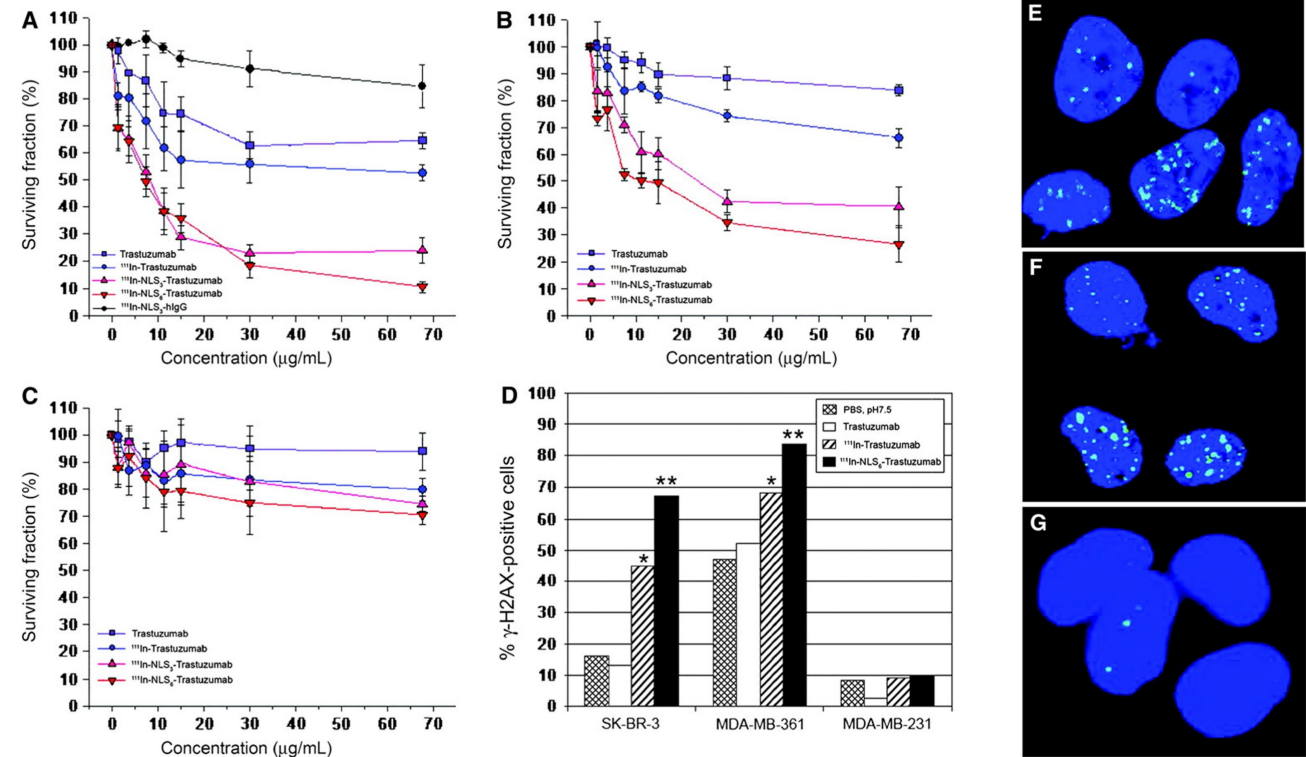 A
110
100
90
80
70
60
50
40
30
20
10
0
Surviving fraction (%)
Trastuzumab
¹¹¹In-Trastuzumab
¹¹¹In-NLS₃-Trastuzumab
¹¹¹In-NLS₆-Trastuzumab
¹¹¹In-NLS₃-hIgG
0 10 20 30 40 50 60 70
Concentration (µg/mL)
B
110
100
90
80
70
60
50
40
30
20
10
0
Surviving fraction (%)
Trastuzumab
¹¹¹In-Trastuzumab
¹¹¹In-NLS₃-Trastuzumab
¹¹¹In-NLS₆-Trastuzumab
0 10 20 30 40 50 60 70
Concentration (µg/mL)
C
110
100
90
80
70
60
50
40
30
20
10
0
Surviving fraction (%)
Trastuzumab
¹¹¹In-Trastuzumab
¹¹¹In-NLS₃-Trastuzumab
¹¹¹In-NLS₆-Trastuzumab
0 10 20 30 40 50 60 70
Concentration (µg/mL)
D
100
90
80
70
60
50
40
30
20
10
0
% γ-H2AX-positive cells
PBS, pH7.5
Trastuzumab
¹¹¹In-Trastuzumab
¹¹¹In-NLS₆-Trastuzumab
* ** * **
SK-BR-3 MDA-MB-361 MDA-MB-231
E
F
G